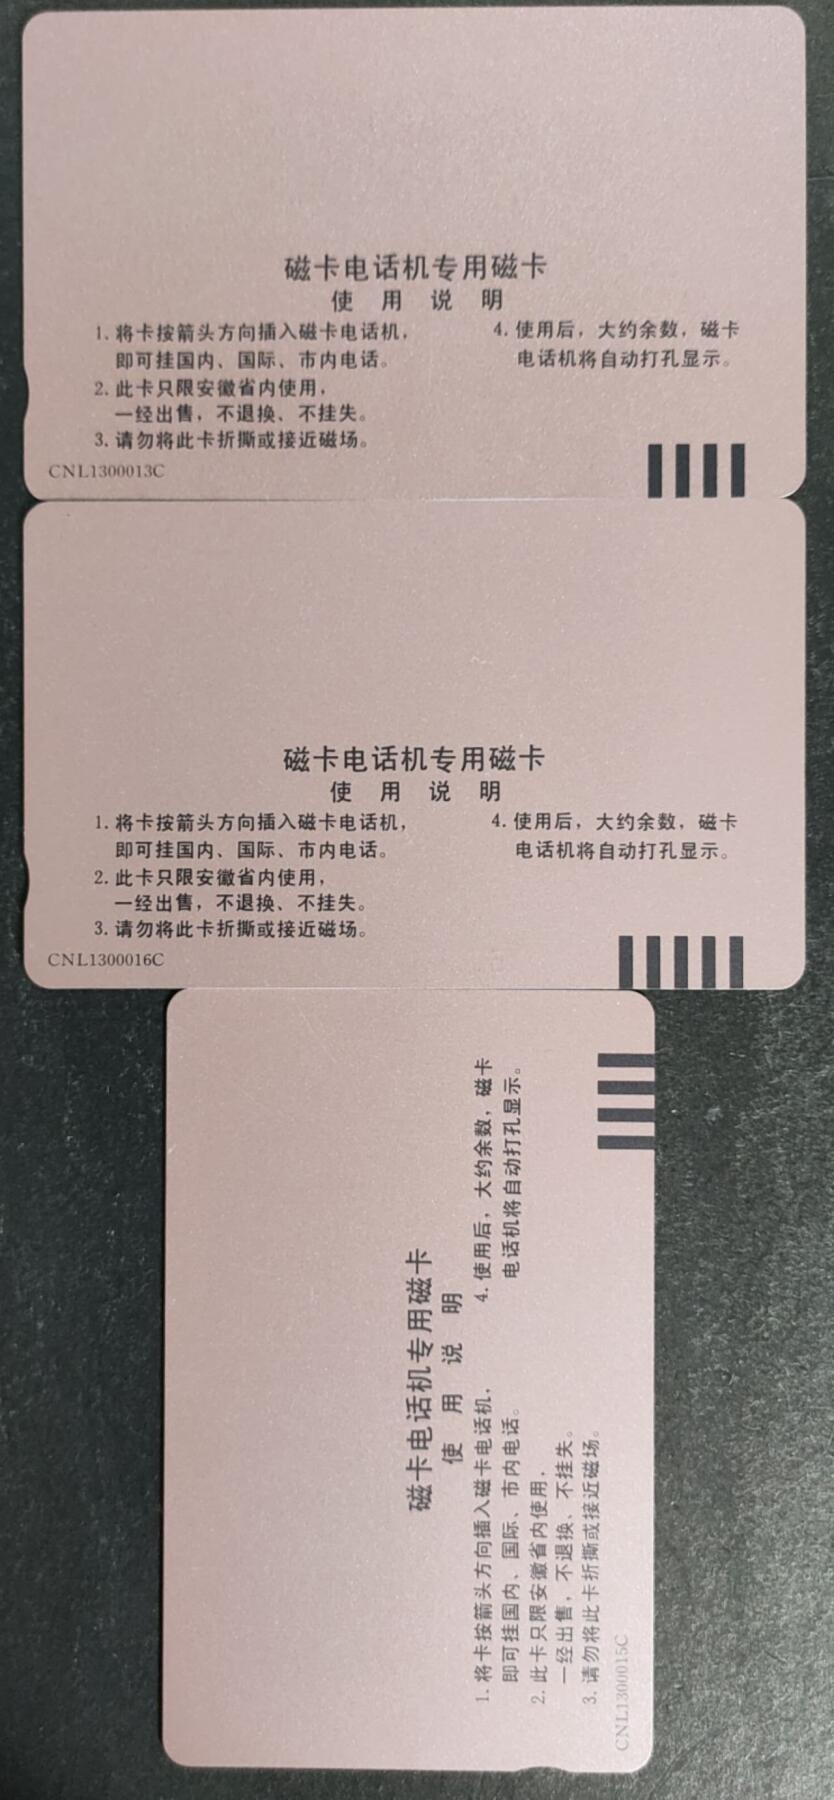 磁卡电话机专用磁卡
使 用 说 明
1. 将卡按箭头方向插入磁卡电话机，
即可挂国内、国际、市内电话。
2. 此卡只限安徽省内使用，
一经出售，不退换、不挂失。
3. 请勿将此卡折撕或接近磁场。
4. 使用后，大约余数，磁卡
电话机将自动打孔显示。
CNL1300013C
磁卡电话机专用磁卡
使 用 说 明
1. 将卡按箭头方向插入磁卡电话机，
即可挂国内、国际、市内电话。
2. 此卡只限安徽省内使用，
一经出售，不退换、不挂失。
3. 请勿将此卡折撕或接近磁场。
4. 使用后，大约余数，磁卡
电话机将自动打孔显示。
CNL1300016C
磁卡电话机专用磁卡
使 用 说 明
1. 将卡按箭头方向插入磁卡电话机，
即可挂国内、国际、市内电话。
2. 此卡只限安徽省内使用，
一经出售，不退换、不挂失。
3. 请勿将此卡折撕或接近磁场。
4. 使用后，大约余数，磁卡
电话机将自动打孔显示。
CNL1300015C